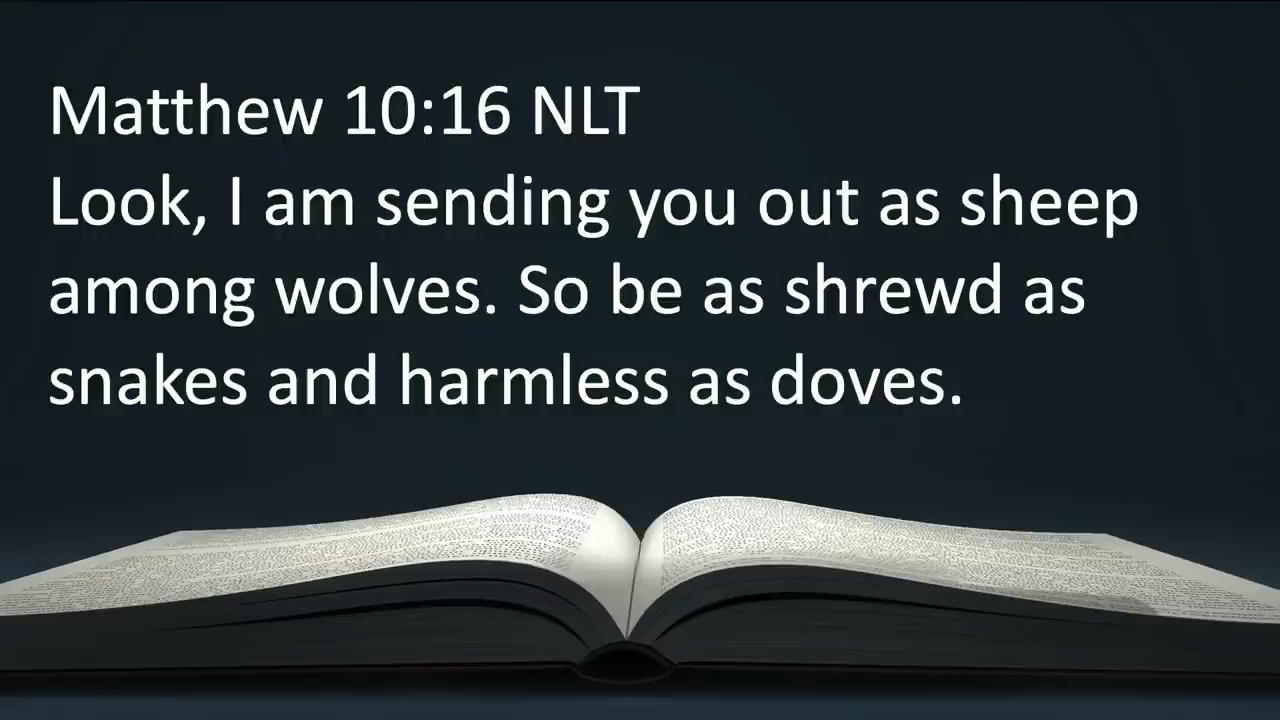 Matthew 10:16 NLT
Look, I am sending you out as sheep
among wolves. So be as shrewd as
snakes and harmless as doves.